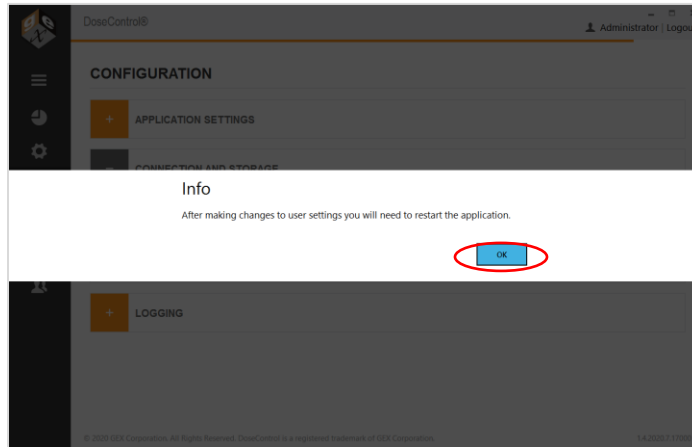 gex
DoseControl®
Administrator | Logou
CONFIGURATION
+ APPLICATION SETTINGS
CONNECTION AND STORAGE
Info
After making changes to user settings you will need to restart the application.
OK
+ LOGGING
© 2020 GEX Corporation. All Rights Reserved. DoseControl is a registered trademark of GEX Corporation.